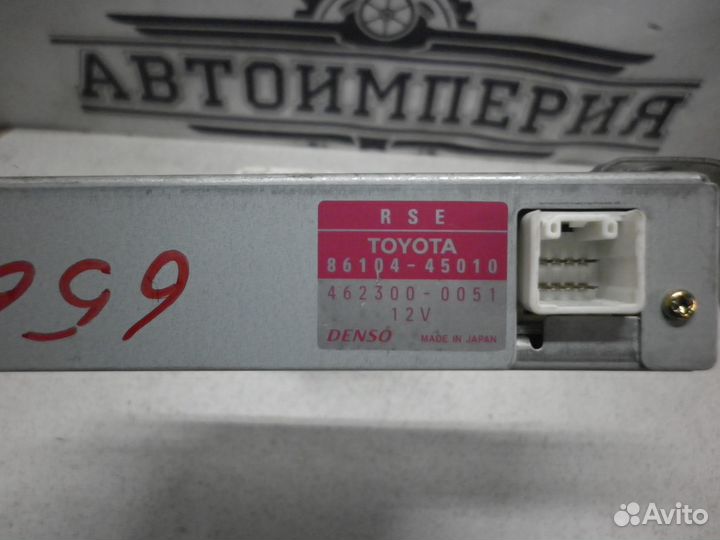 АВТОИМПЕРИЯ
RSE
TOYOTA
86104-45010
462300-0051
12V
DENSO MADE IN JAPAN
Avito